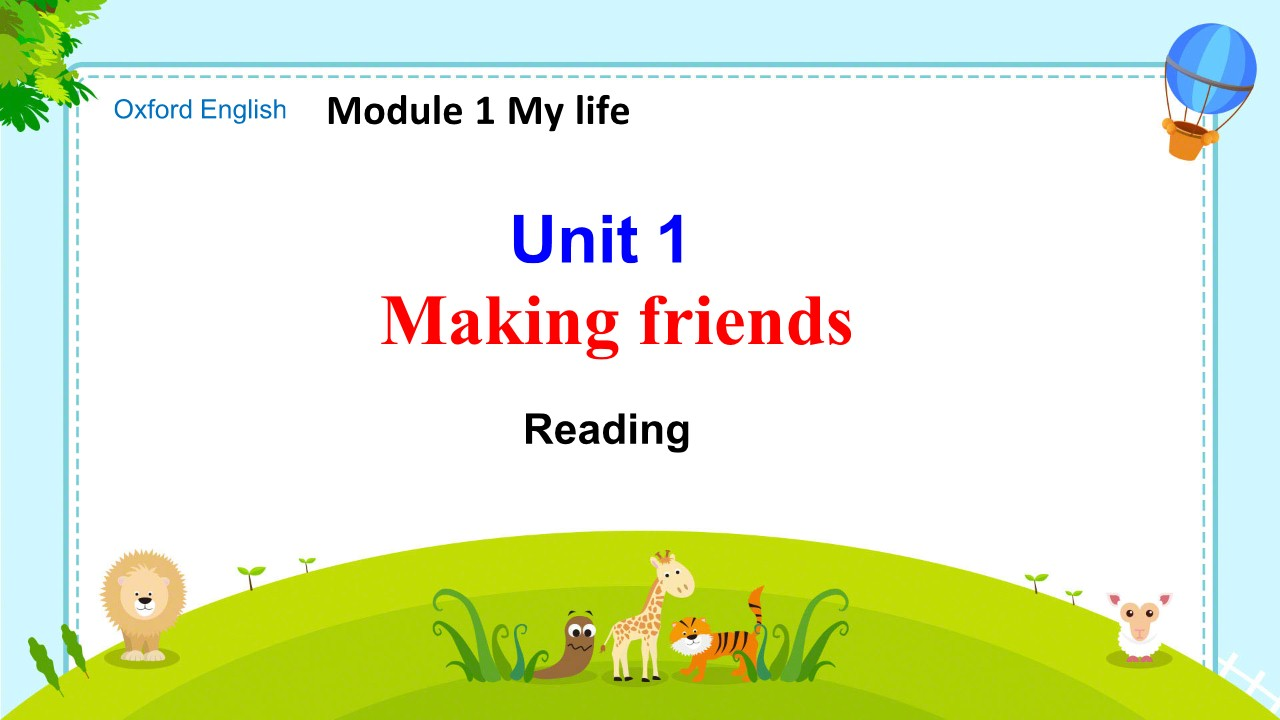 Oxford English Module 1 My life
Unit 1
Making friends
Reading